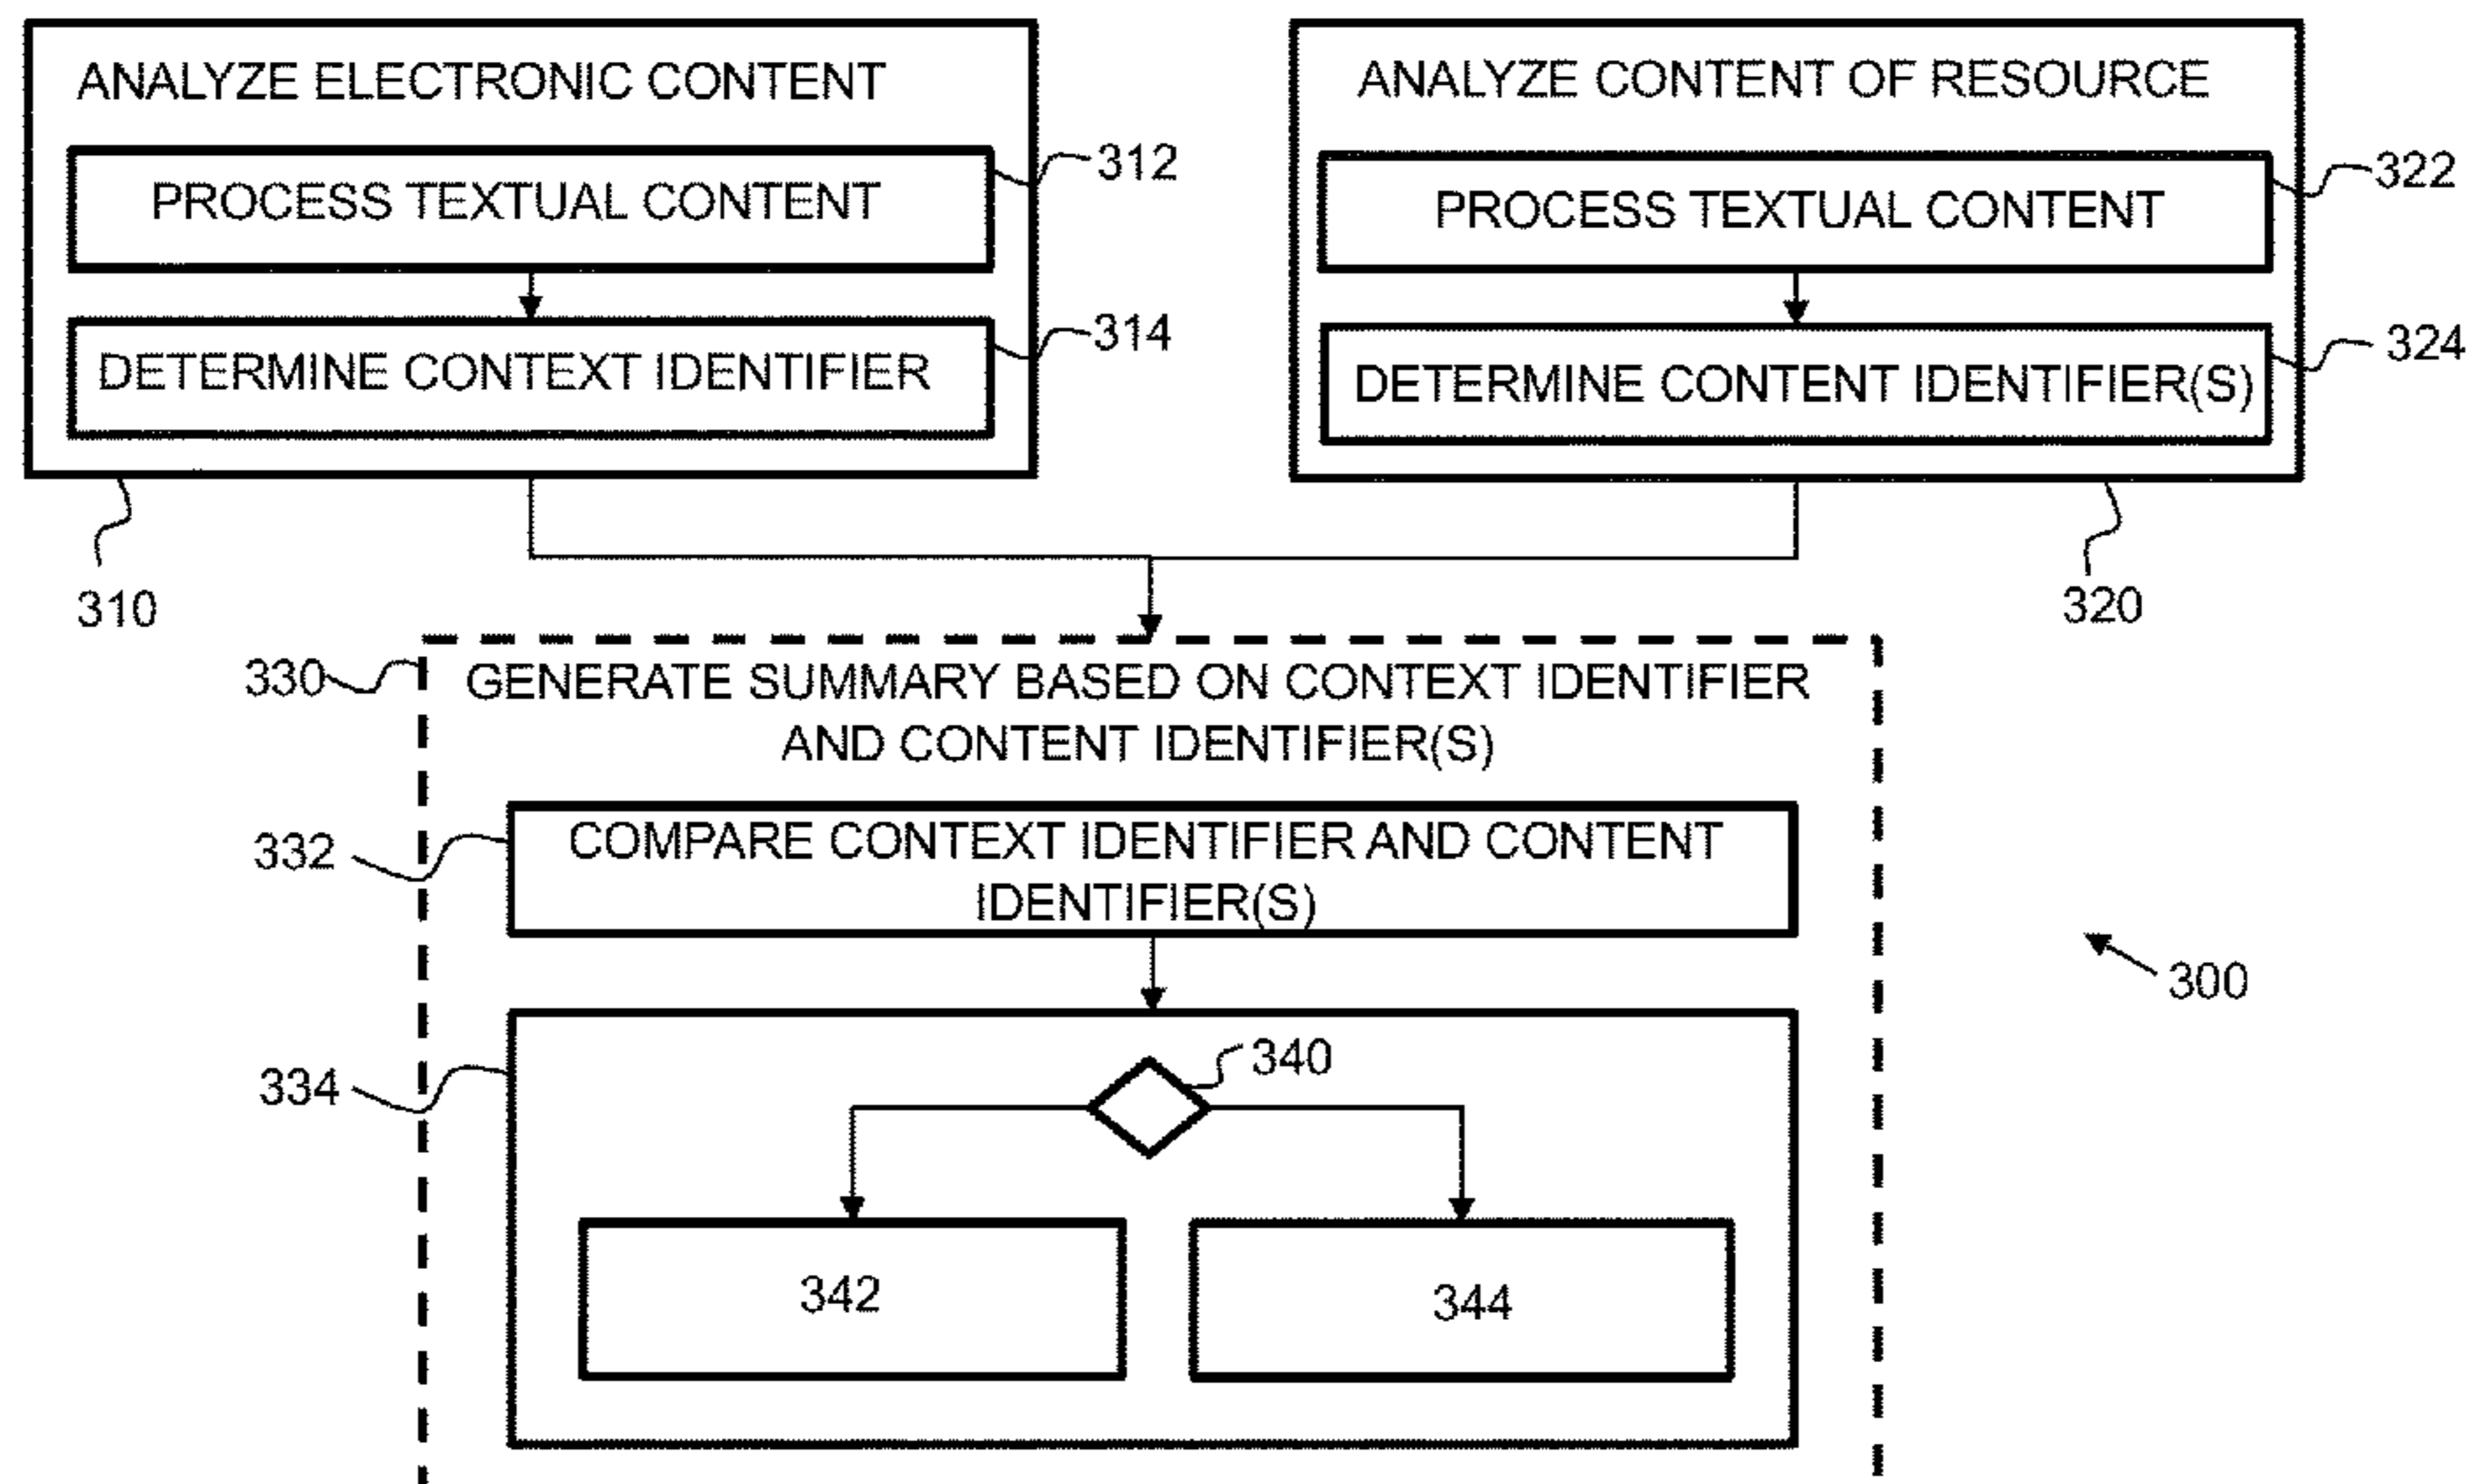 ANALYZE ELECTRONIC CONTENT
PROCESS TEXTUAL CONTENT
312
DETERMINE CONTEXT IDENTIFIER
314
310
ANALYZE CONTENT OF RESOURCE
PROCESS TEXTUAL CONTENT
322
DETERMINE CONTENT IDENTIFIER(S)
324
320
330
GENERATE SUMMARY BASED ON CONTEXT IDENTIFIER
AND CONTENT IDENTIFIER(S)
332
COMPARE CONTEXT IDENTIFIER AND CONTENT
IDENTIFIER(S)
300
334
340
342
344